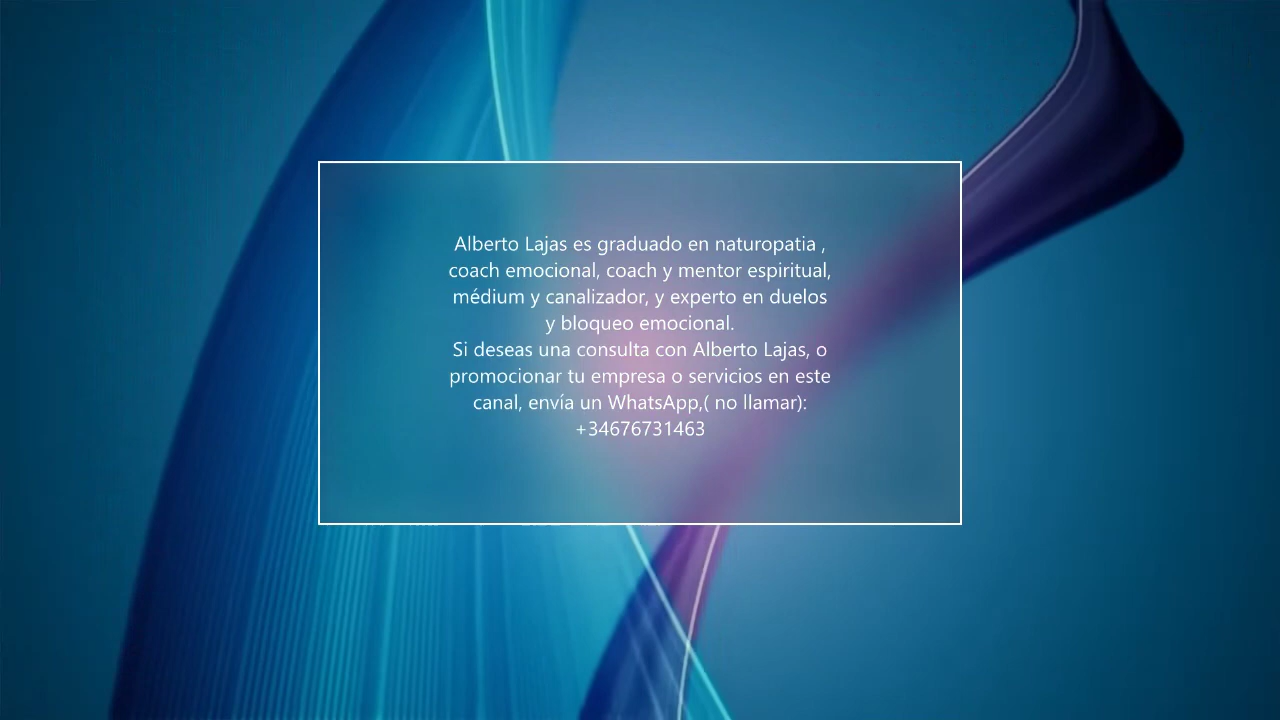 Alberto Lajas es graduado en naturopatia ,
coach emocional, coach y mentor espiritual,
médium y canalizador, y experto en duelos
y bloqueo emocional.
Si deseas una consulta con Alberto Lajas, o
promocionar tu empresa o servicios en este
canal, envía un WhatsApp,( no llamar):
+34676731463